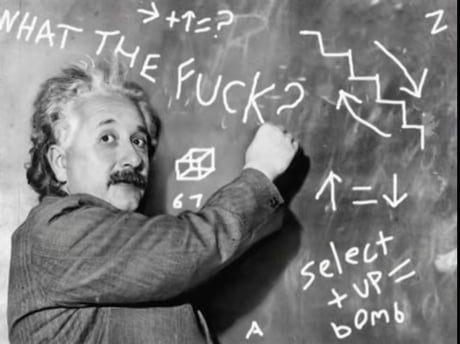 WHAT THE FUCK?
→+↑=?
Z
↑=↓
67
select
+UP=
bomb
A